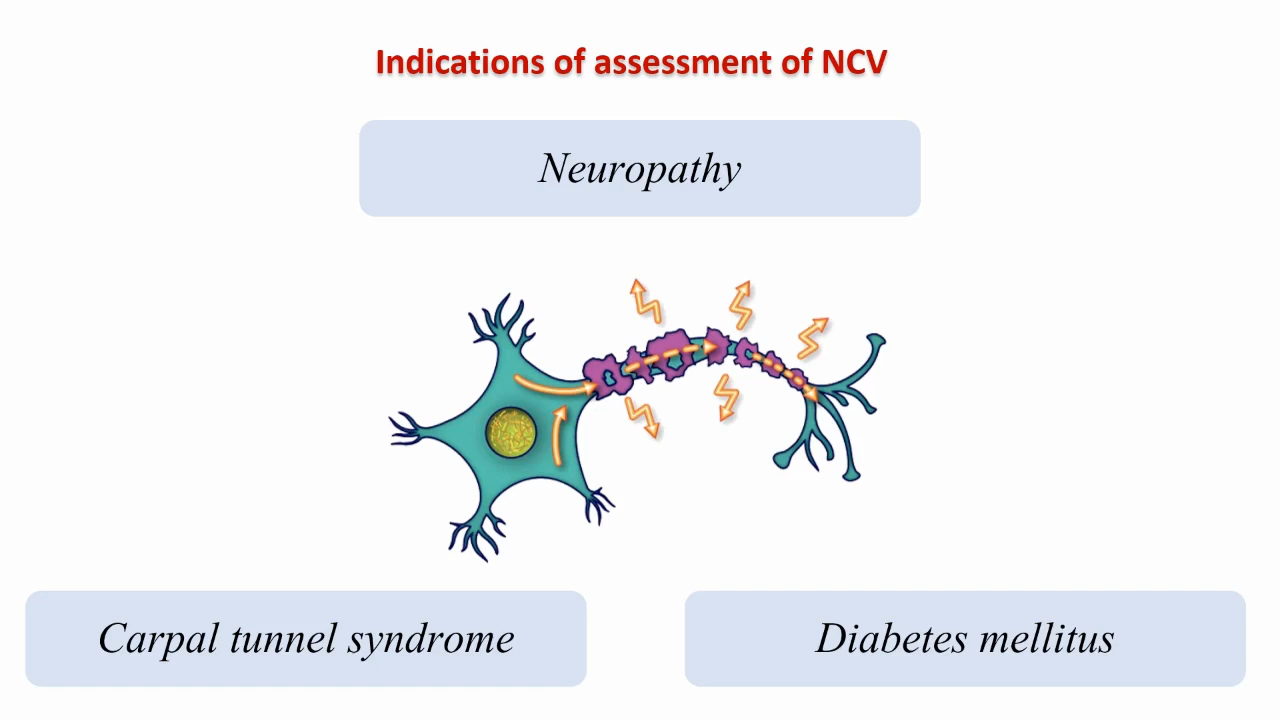 Indications of assessment of NCV
Neuropathy
Carpal tunnel syndrome
Diabetes mellitus